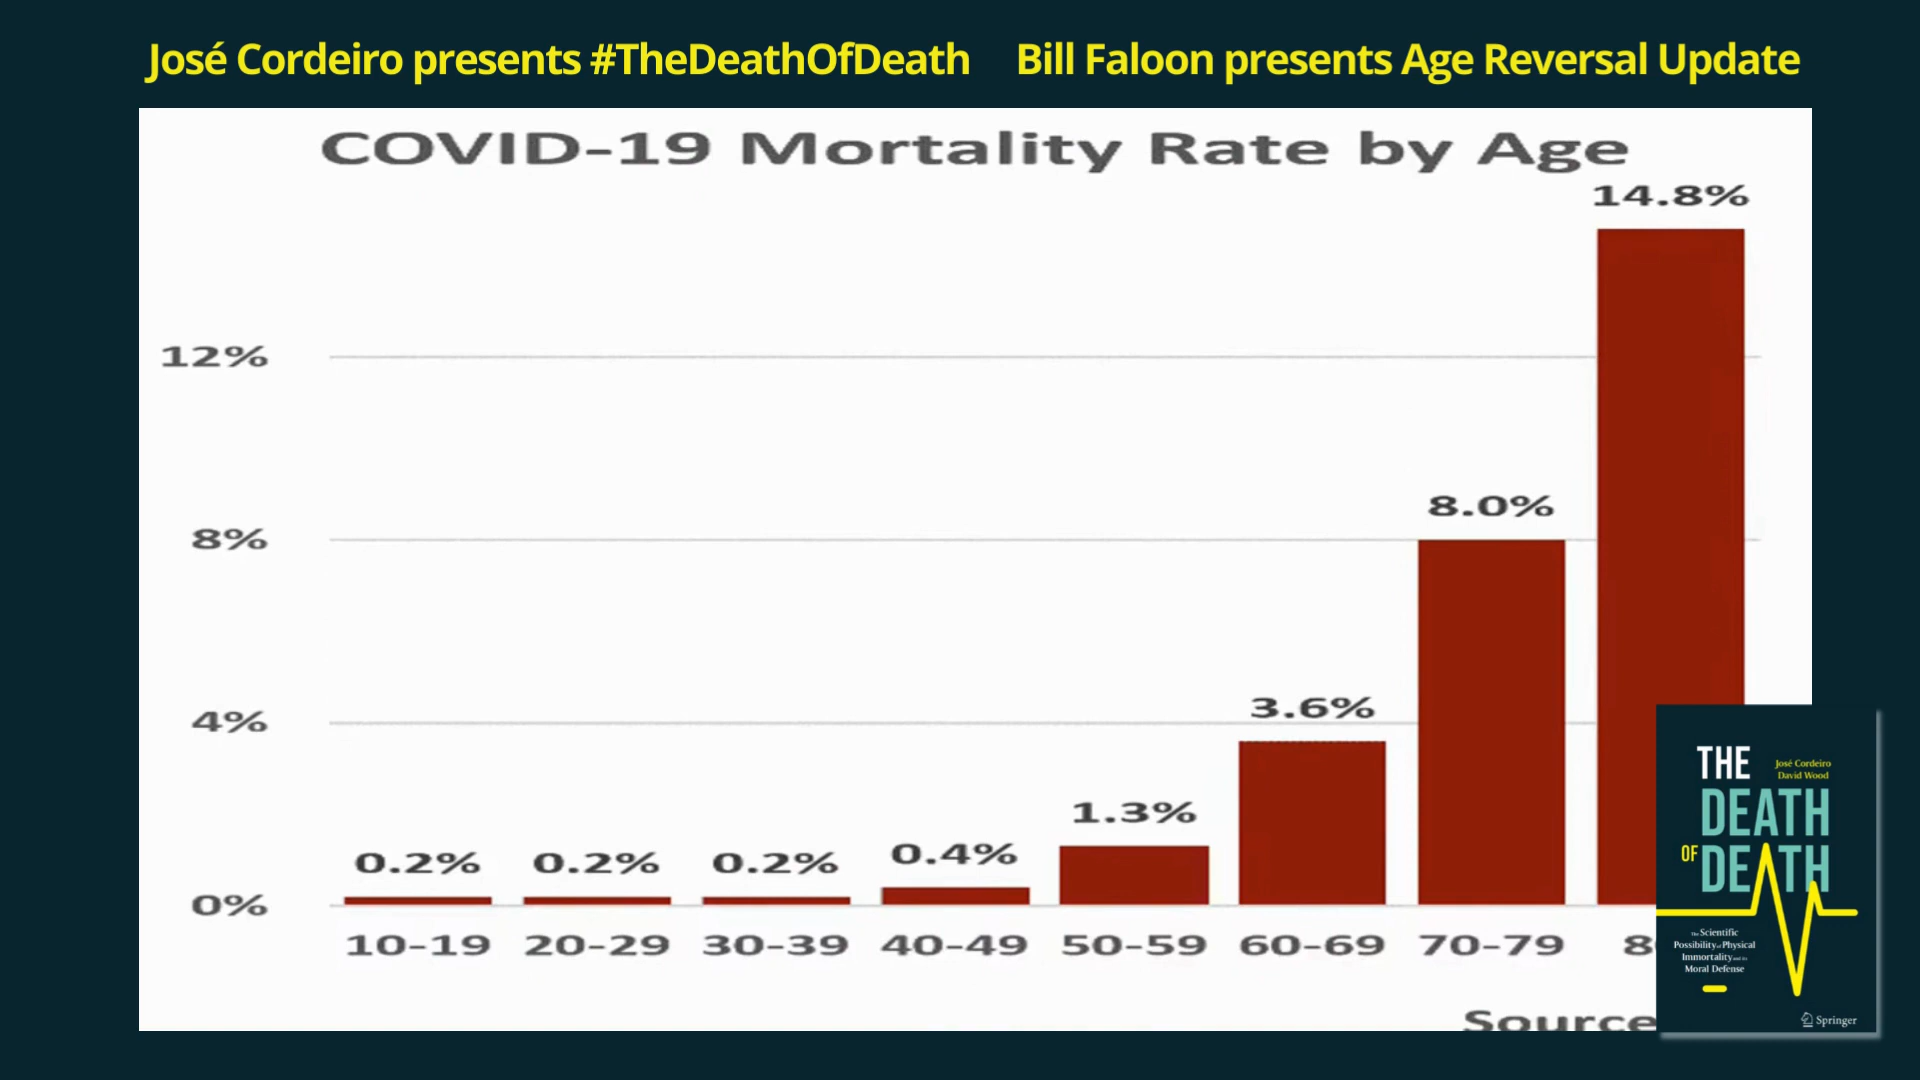 José Cordeiro presents #TheDeathOfDeath     Bill Faloon presents Age Reversal Update
COVID-19 Mortality Rate by Age
14.8%
12%
8.0%
8%
3.6%
4%
1.3%
0.2% 0.2% 0.2% 0.4%
0%
10-19 20-29 30-39 40-49 50-59 60-69 70-79 8
Source
THE
José Cordeiro
David Wood
DEATH
OF DEATH
The Scientific
Possibility of Physical
Immortality and its
Moral Defense
Springer